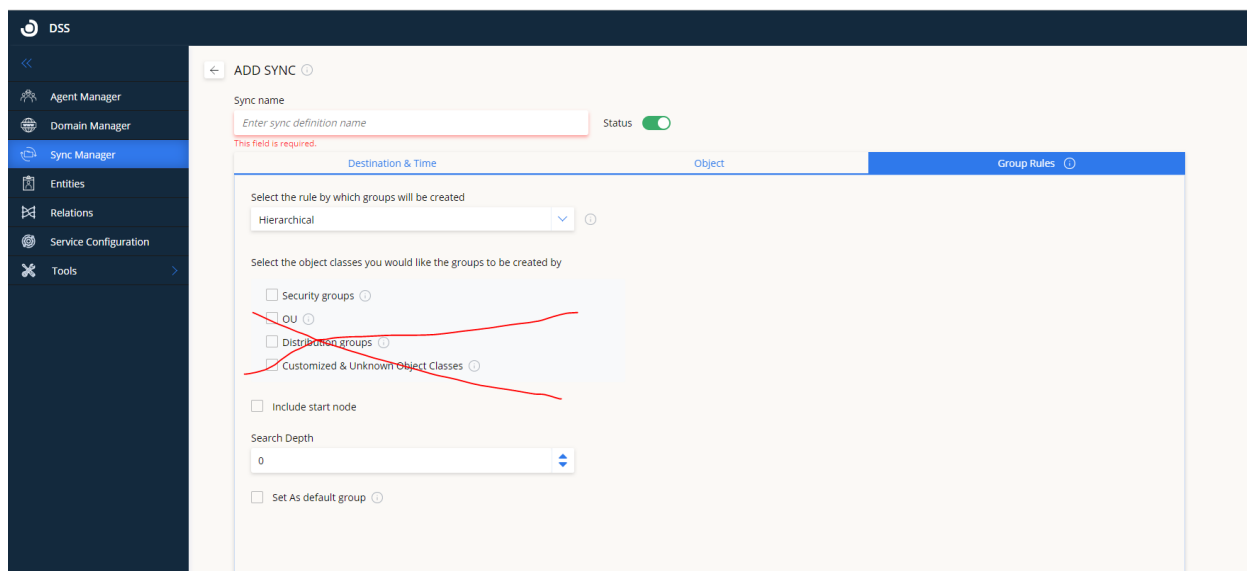 DSS
ADD SYNC
Agent Manager
Domain Manager
Sync Manager
Entities
Relations
Service Configuration
Tools
Sync name
Enter sync definition name
Status
This field is required.
Destination & Time
Object
Group Rules
Select the rule by which groups will be created
Hierarchical
Select the object classes you would like the groups to be created by
Security groups
OU
Distribution groups
Customized & Unknown Object Classes
Include start node
Search Depth
0
Set As default group